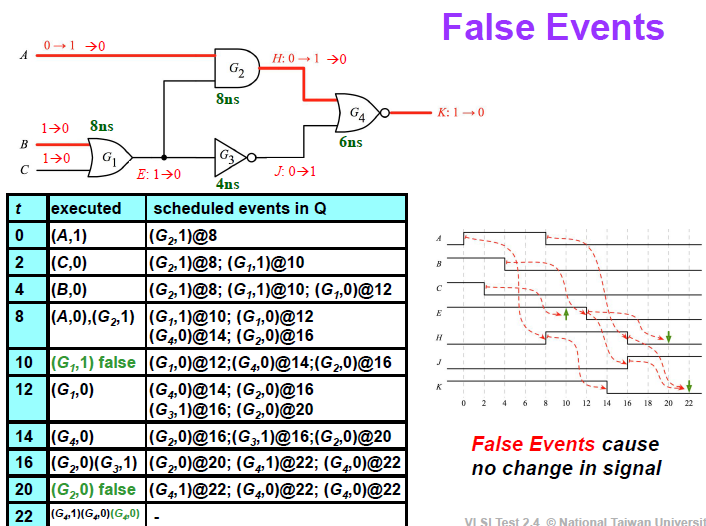 False Events
A 0→1 →0
H: 0→1 →0
G2
8ns
G4
K: 1→0
6ns
1→0 8ns
B
1→0
C
G1
E: 1→0
G3
J: 0→1
4ns
t executed scheduled events in Q
0 (A,1) (G2,1)@8
2 (C,0) (G2,1)@8; (G1,1)@10
4 (B,0) (G2,1)@8; (G1,1)@10; (G1,0)@12
8 (A,0),(G2,1) (G1,1)@10; (G1,0)@12
(G4,0)@14; (G2,0)@16
10 (G1,1) false (G1,0)@12;(G4,0)@14;(G2,0)@16
12 (G1,0) (G4,0)@14; (G2,0)@16
(G3,1)@16; (G2,0)@20
14 (G4,0) (G2,0)@16;(G3,1)@16;(G2,0)@20
16 (G2,0)(G3,1) (G2,0)@20; (G4,1)@22; (G4,0)@22
20 (G2,0) false (G4,1)@22; (G4,0)@22; (G4,0)@22
22 (G4,1)(G4,0)(G4,0) -
A
B
C
E
H
J
K
0 2 4 6 8 10 12 14 16 18 20 22
False Events cause
no change in signal
VLSI Test 2.4 © National Taiwan Universit